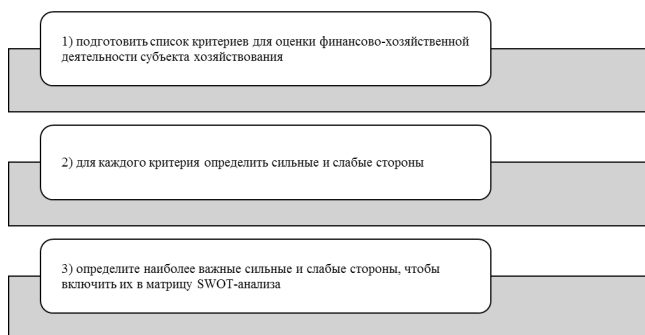 1) подготовить список критериев для оценки финансово-хозяйственной
деятельности субъекта хозяйствования
2) для каждого критерия определить сильные и слабые стороны
3) определите наиболее важные сильные и слабые стороны, чтобы
включить их в матрицу SWOT-анализа